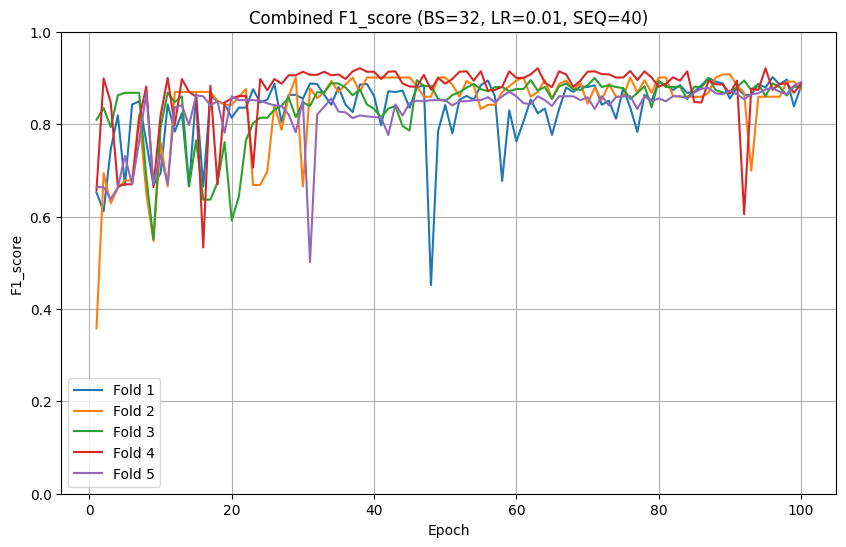 Combined F1_score (BS=32, LR=0.01, SEQ=40)
F1_score
1.0
0.8
0.6
0.4
0.2
0.0
Fold 1
Fold 2
Fold 3
Fold 4
Fold 5
0 20 40 60 80 100
Epoch